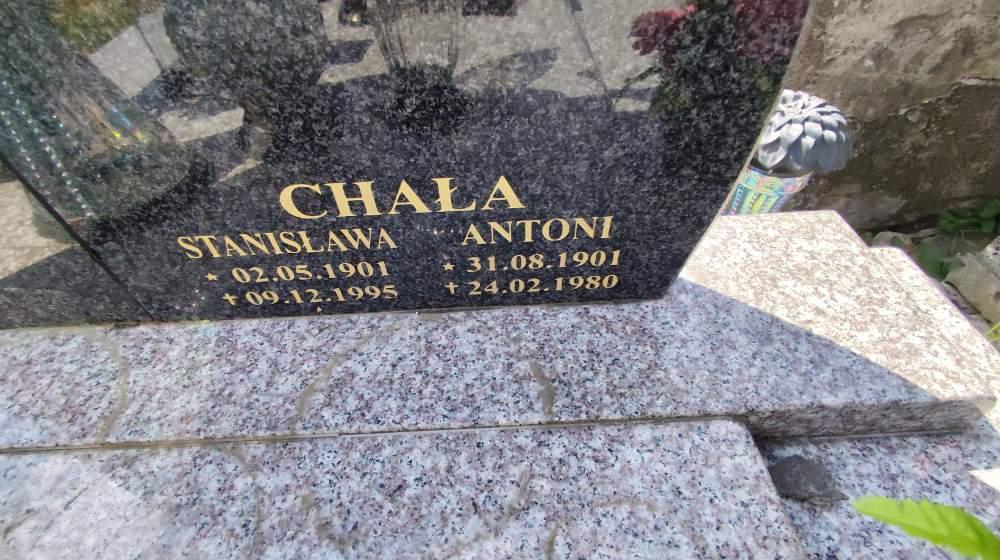 CHAŁA
STANISŁAWA ANTONI
* 02.05.1901 * 31.08.1901
✝ 09.12.1995 ✝ 24.02.1980